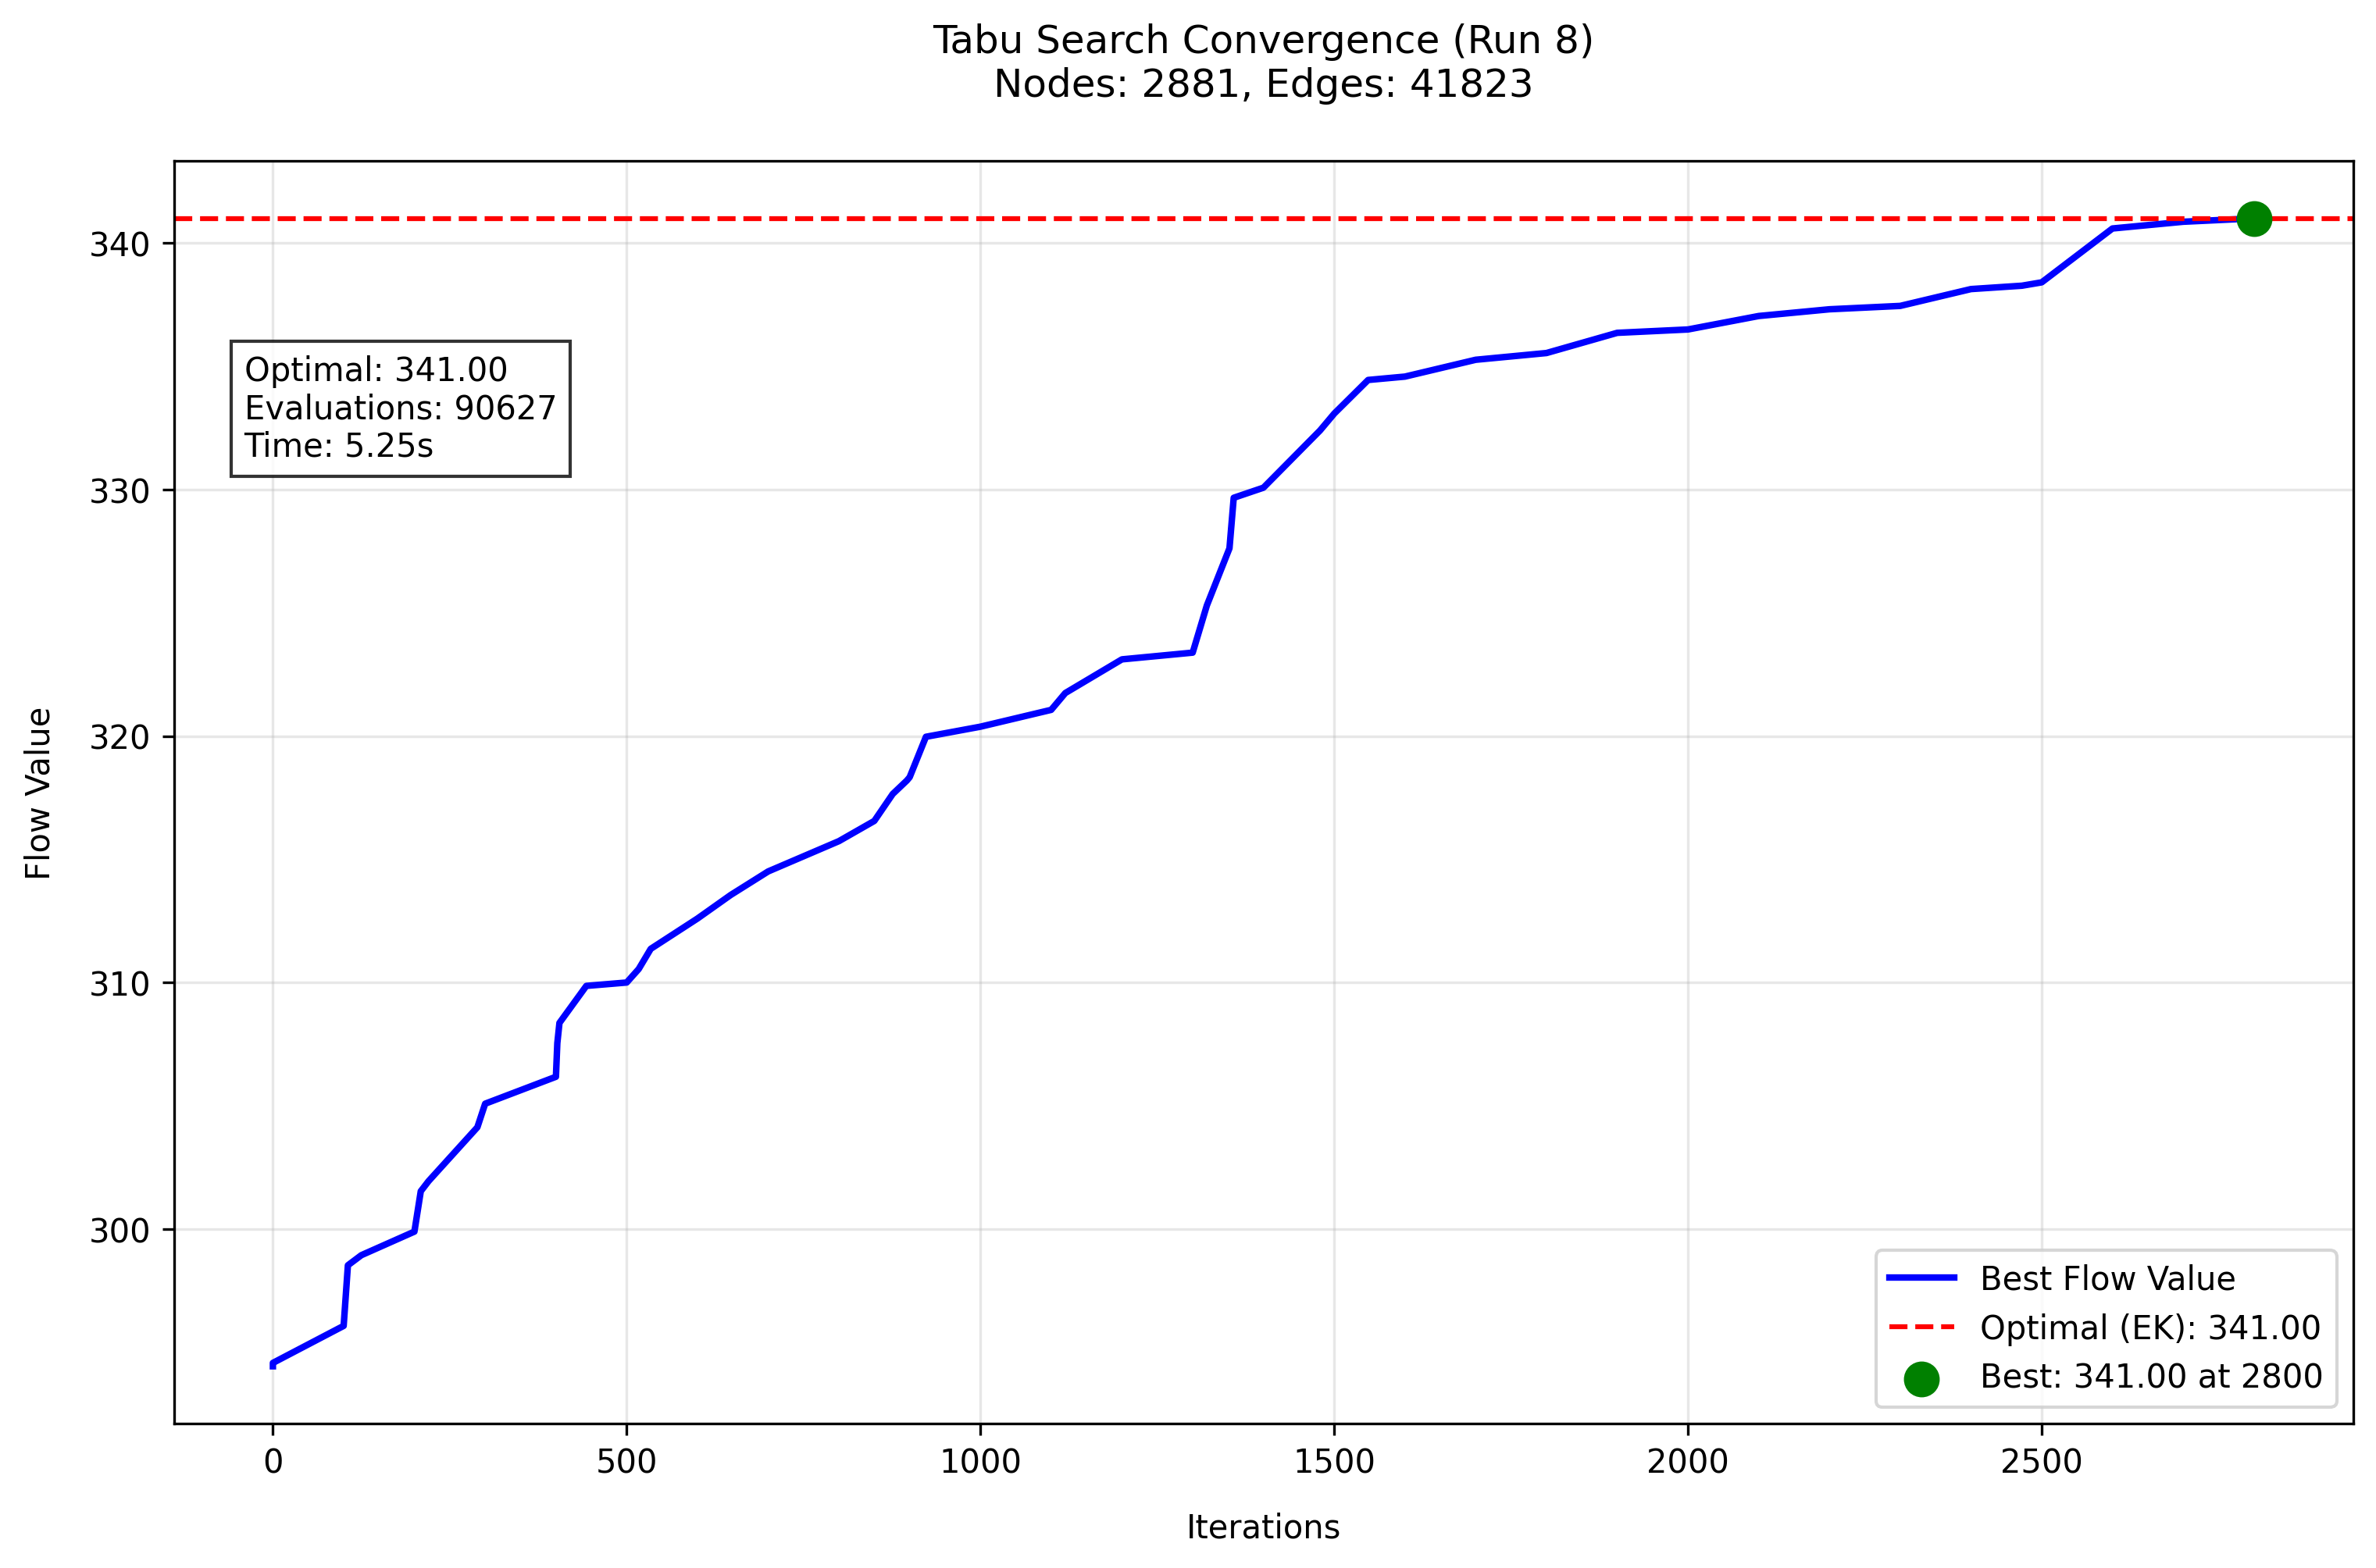 Tabu Search Convergence (Run 8)
Nodes: 2881, Edges: 41823
340
330
320
310
300
Flow Value
Optimal: 341.00
Evaluations: 90627
Time: 5.25s
Best Flow Value
Optimal (EK): 341.00
Best: 341.00 at 2800
0 500 1000 1500 2000 2500
Iterations